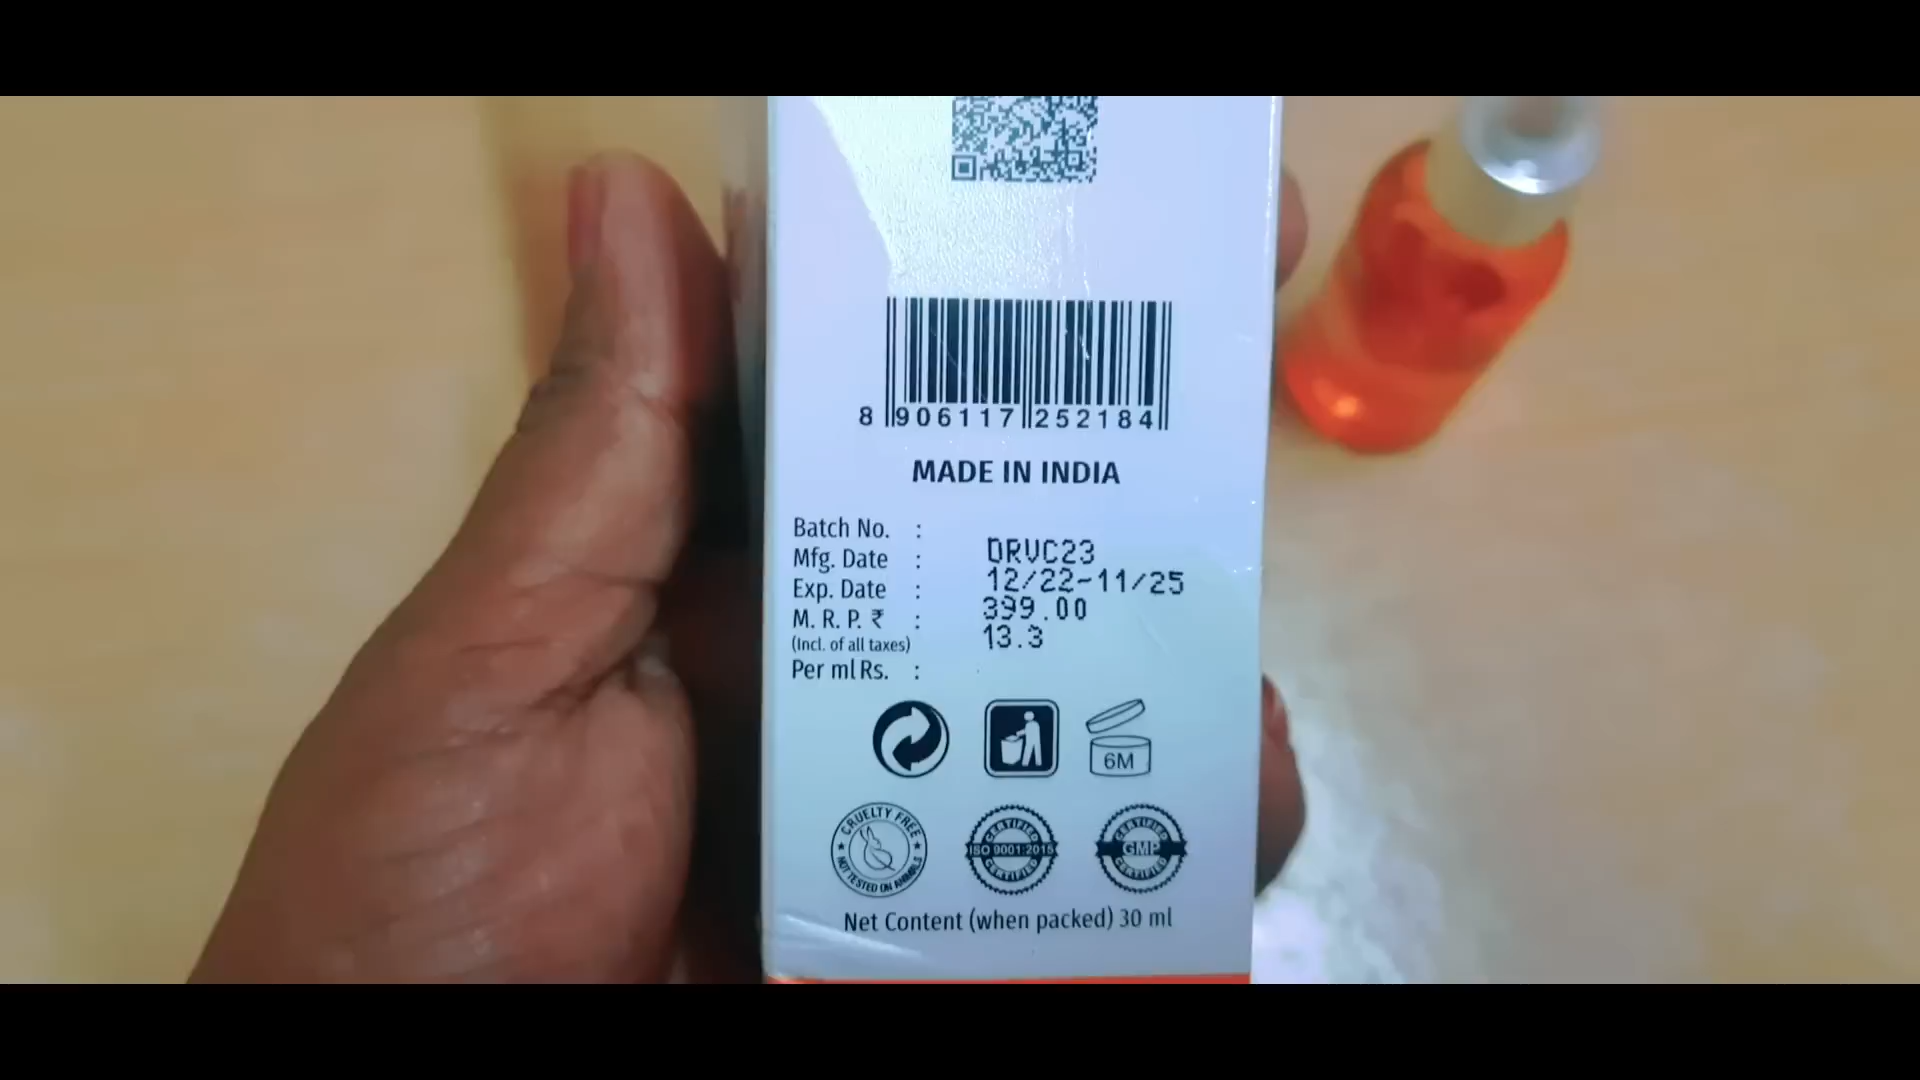 8 906117 252184
MADE IN INDIA
Batch No. :
Mfg. Date :
Exp. Date :
M. R. P. ₹ :
(Incl. of all taxes)
Per ml Rs. :
DRVC23
12/22-11/25
399.00
13.3
6M
CRUELTY FREE
NOT TESTED ON ANIMALS
CERTIFIED
ISO 9001:2015
CERTIFIED
CERTIFIED
GMP
CERTIFIED
Net Content (when packed) 30 ml